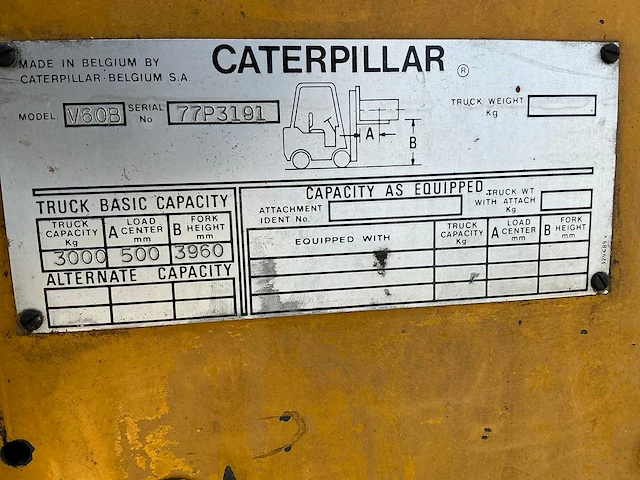 MADE IN BELGIUM BY
CATERPILLAR BELGIUM S.A.
CATERPILLAR ®
MODEL V60B SERIAL No 77P3191
TRUCK WEIGHT Kg
A
B
TRUCK BASIC CAPACITY
TRUCK CAPACITY Kg A LOAD CENTER mm B FORK HEIGHT mm
3000 500 3960
ALTERNATE CAPACITY
CAPACITY AS EQUIPPED
ATTACHMENT IDENT. No.
TRUCK WT WITH ATTACH Kg
EQUIPPED WITH TRUCK CAPACITY Kg A LOAD CENTER mm B FORK HEIGHT mm